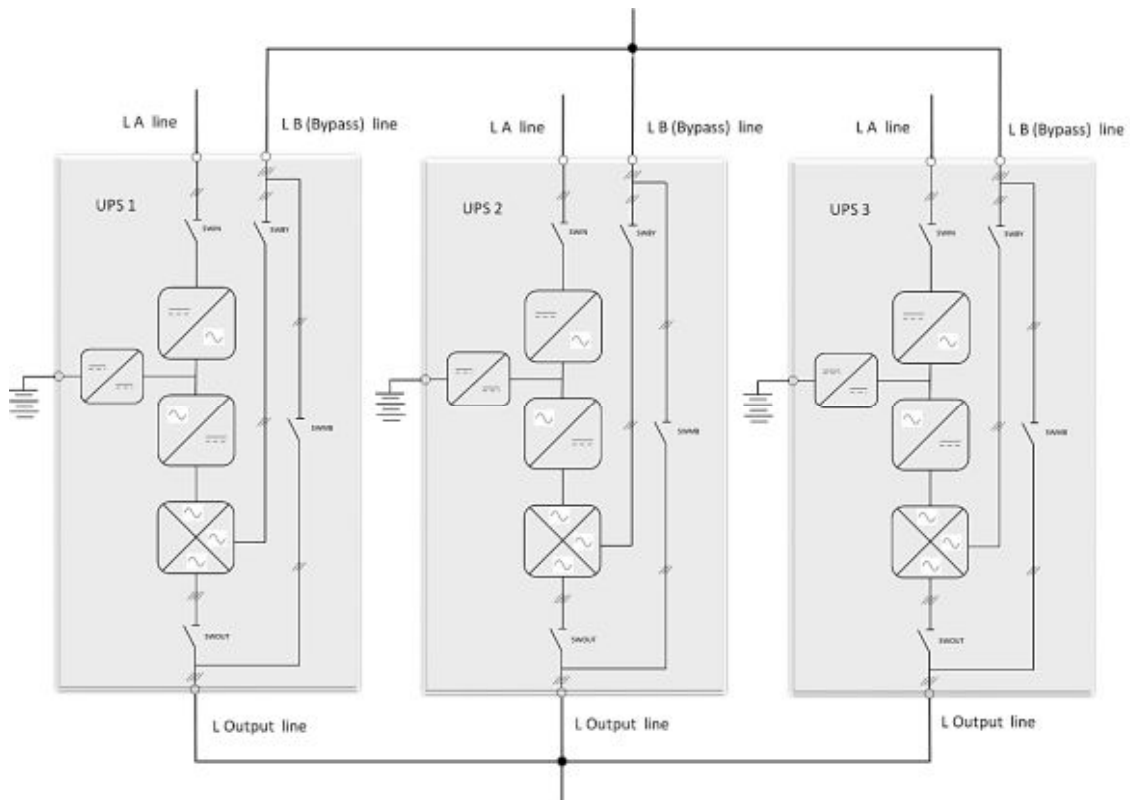 L A line
L B (Bypass) line
L A line
L B (Bypass) line
L A line
L B (Bypass) line
UPS 1
UPS 2
UPS 3
SWIN
SWBY
SWIN
SWBY
SWIN
SWBY
SWMB
SWMB
SWMB
SWOUT
SWOUT
SWOUT
L Output line
L Output line
L Output line